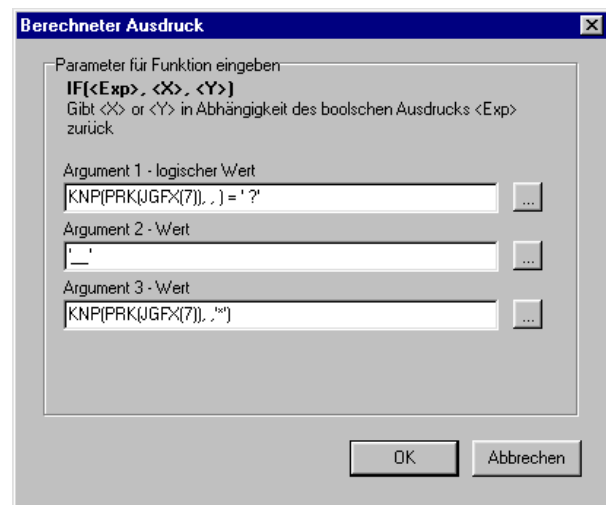 Berechneter Ausdruck
Parameter für Funktion eingeben
IF(<Exp>, <X>, <Y>)
Gibt <X> or <Y> in Abhängigkeit des boolschen Ausdrucks <Exp>
zurück
Argument 1 - logischer Wert
KNP(PRK(JGFX(7)), , ) = ' ?'
...
Argument 2 - Wert
'__'
...
Argument 3 - Wert
KNP(PRK(JGFX(7)), ,'*')
...
OK
Abbrechen